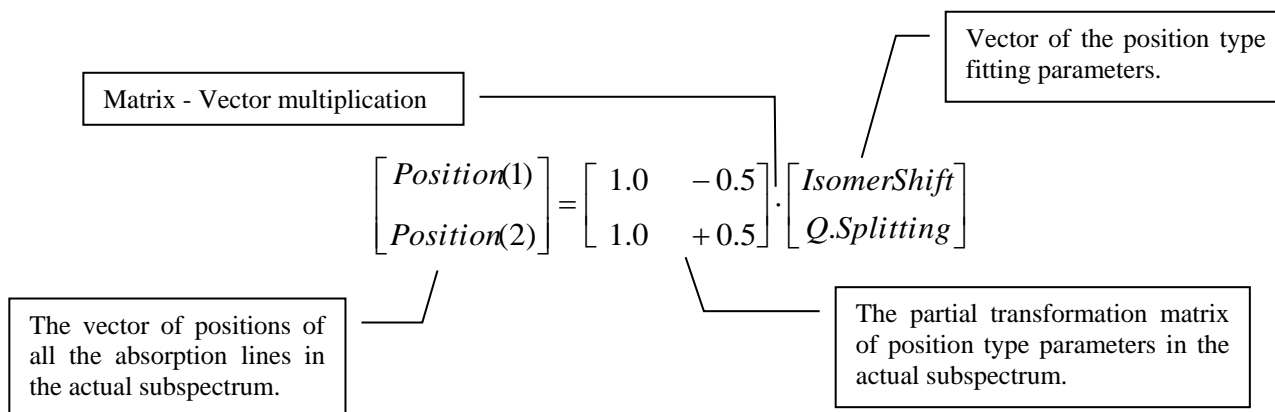 Vector of the position type
fitting parameters.
Matrix - Vector multiplication
[Position(1)] = [1.0 −0.5] · [IsomerShift]
[Position(2)] [1.0 +0.5] [Q.Splitting]
The vector of positions of
all the absorption lines in
the actual subspectrum.
The partial transformation matrix
of position type parameters in the
actual subspectrum.